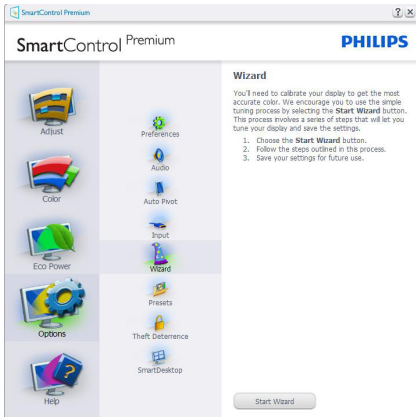 SmartControl Premium
? ×
SmartControl Premium
PHILIPS
Adjust
Color
Eco Power
Options
Help
Preferences
Audio
Auto Pivot
Input
Wizard
Presets
Theft Deterrence
SmartDesktop
Wizard
You'll need to calibrate your display to get the most
accurate color. We encourage you to use the simple
tuning process by selecting the Start Wizard button.
This process involves a series of steps that will let you
tune your display and save the settings.
1. Choose the Start Wizard button.
2. Follow the steps outlined in this process.
3. Save your settings for future use.
Start Wizard